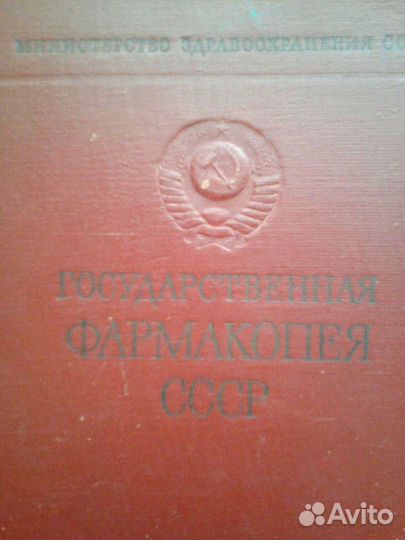 МИНИСТЕРСТВО ЗДРАВООХРАНЕНИЯ СС
ГОСУДАРСТВЕННАЯ
ФАРМАКОПЕЯ
СССР
Avito